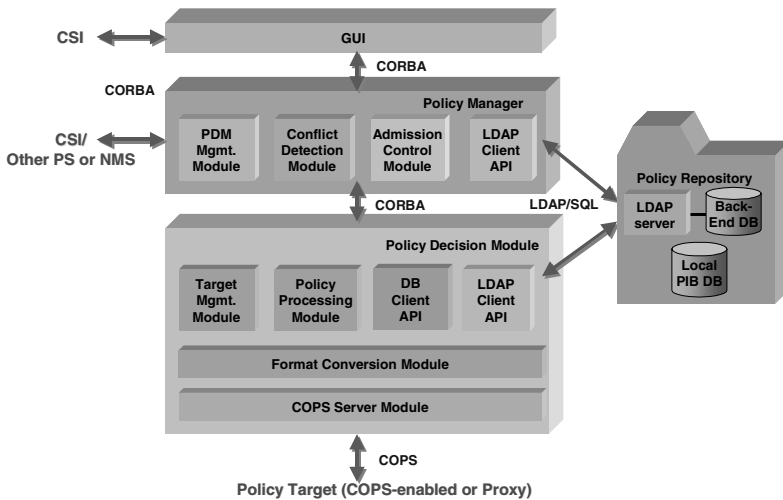 CSI
GUI
CORBA
CORBA
Policy Manager
CSI/
Other PS or NMS
PDM
Mgmt.
Module
Conflict
Detection
Module
Admission
Control
Module
LDAP
Client
API
CORBA
LDAP/SQL
Policy Repository
LDAP
server
Back-
End DB
Local
PIB DB
Policy Decision Module
Target
Mgmt.
Module
Policy
Processing
Module
DB
Client
API
LDAP
Client
API
Format Conversion Module
COPS Server Module
COPS
Policy Target (COPS-enabled or Proxy)